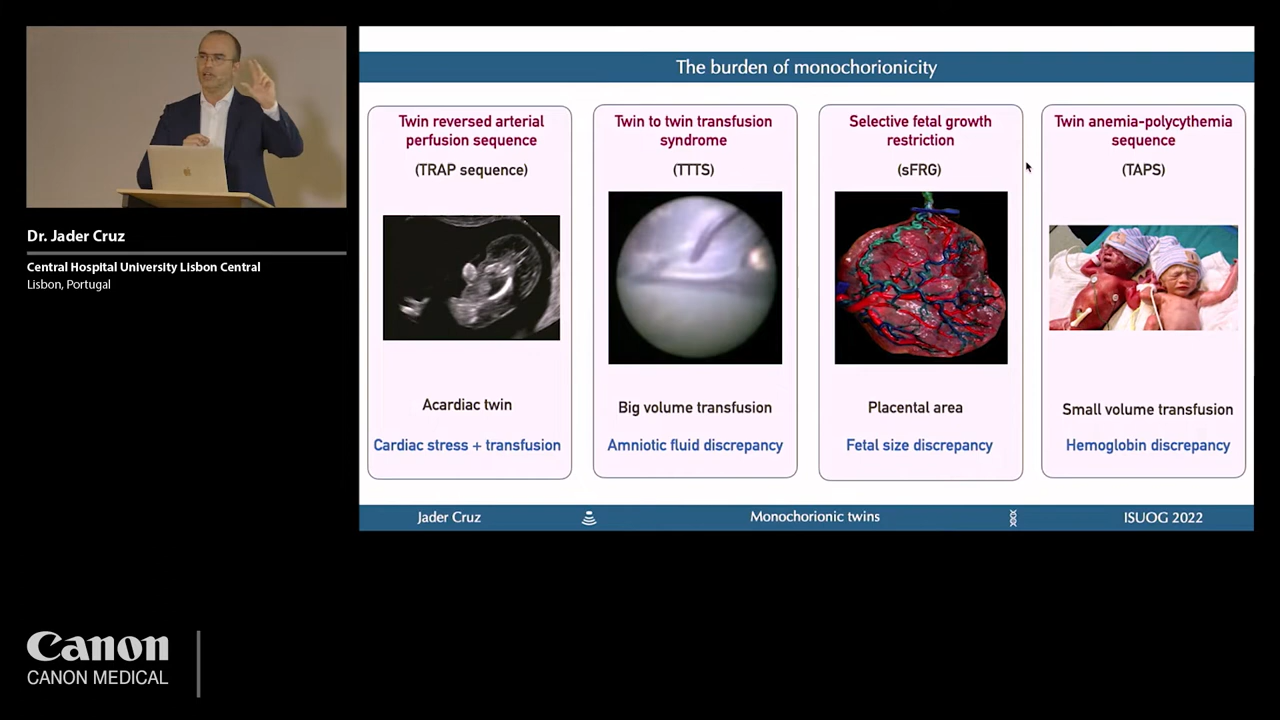 The burden of monochorionicity
Twin reversed arterial
perfusion sequence
(TRAP sequence)
Acardiac twin
Cardiac stress + transfusion
Twin to twin transfusion
syndrome
(TTTS)
Big volume transfusion
Amniotic fluid discrepancy
Selective fetal growth
restriction
(sFRG)
Placental area
Fetal size discrepancy
Twin anemia-polycythemia
sequence
(TAPS)
Small volume transfusion
Hemoglobin discrepancy
Jader Cruz
Monochorionic twins
ISUOG 2022
Dr. Jader Cruz
Central Hospital University Lisbon Central
Lisbon, Portugal
Canon
CANON MEDICAL